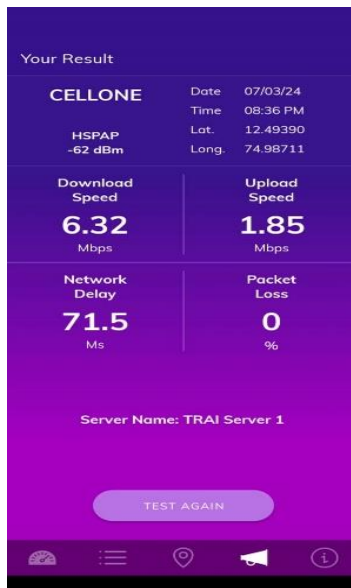 Your Result
CELLONE
HSPAP
-62 dBm
Date 07/03/24
Time 08:36 PM
Lat. 12.49390
Long. 74.98711
Download
Speed
6.32
Mbps
Upload
Speed
1.85
Mbps
Network
Delay
71.5
Ms
Packet
Loss
0
%
Server Name: TRAI Server 1
TEST AGAIN